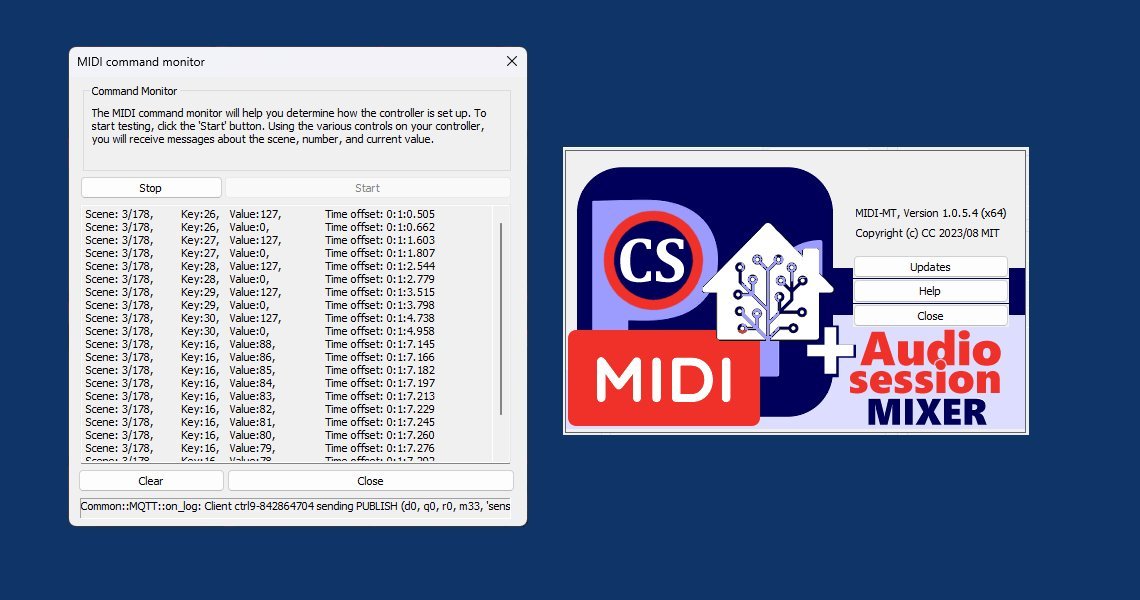 MIDI command monitor
Command Monitor
The MIDI command monitor will help you determine how the controller is set up. To
start testing, click the 'Start' button. Using the various controls on your controller,
you will receive messages about the scene, number, and current value.
Stop Start
Scene: 3/178, Key:26, Value:127, Time offset: 0:1:0.505
Scene: 3/178, Key:26, Value:0, Time offset: 0:1:0.662
Scene: 3/178, Key:27, Value:127, Time offset: 0:1:1.603
Scene: 3/178, Key:27, Value:0, Time offset: 0:1:1.807
Scene: 3/178, Key:28, Value:127, Time offset: 0:1:2.544
Scene: 3/178, Key:28, Value:0, Time offset: 0:1:2.779
Scene: 3/178, Key:29, Value:127, Time offset: 0:1:3.515
Scene: 3/178, Key:29, Value:0, Time offset: 0:1:3.798
Scene: 3/178, Key:30, Value:127, Time offset: 0:1:4.738
Scene: 3/178, Key:30, Value:0, Time offset: 0:1:4.958
Scene: 3/178, Key:16, Value:88, Time offset: 0:1:7.145
Scene: 3/178, Key:16, Value:86, Time offset: 0:1:7.166
Scene: 3/178, Key:16, Value:85, Time offset: 0:1:7.182
Scene: 3/178, Key:16, Value:84, Time offset: 0:1:7.197
Scene: 3/178, Key:16, Value:83, Time offset: 0:1:7.213
Scene: 3/178, Key:16, Value:82, Time offset: 0:1:7.229
Scene: 3/178, Key:16, Value:81, Time offset: 0:1:7.245
Scene: 3/178, Key:16, Value:80, Time offset: 0:1:7.260
Scene: 3/178, Key:16, Value:79, Time offset: 0:1:7.276
Scene: 3/178, Key:16, Value:78, Time offset: 0:1:7.292
Clear Close
Common::MQTT::on_log: Client ctrl9-842864704 sending PUBLISH (d0, q0, r0, m33, 'sens
MIDI-MT, Version 1.0.5.4 (x64)
Copyright (c) CC 2023/08 MIT
Updates
Help
Close
Pr
CS
MIDI
+
Audio
session
MIXER